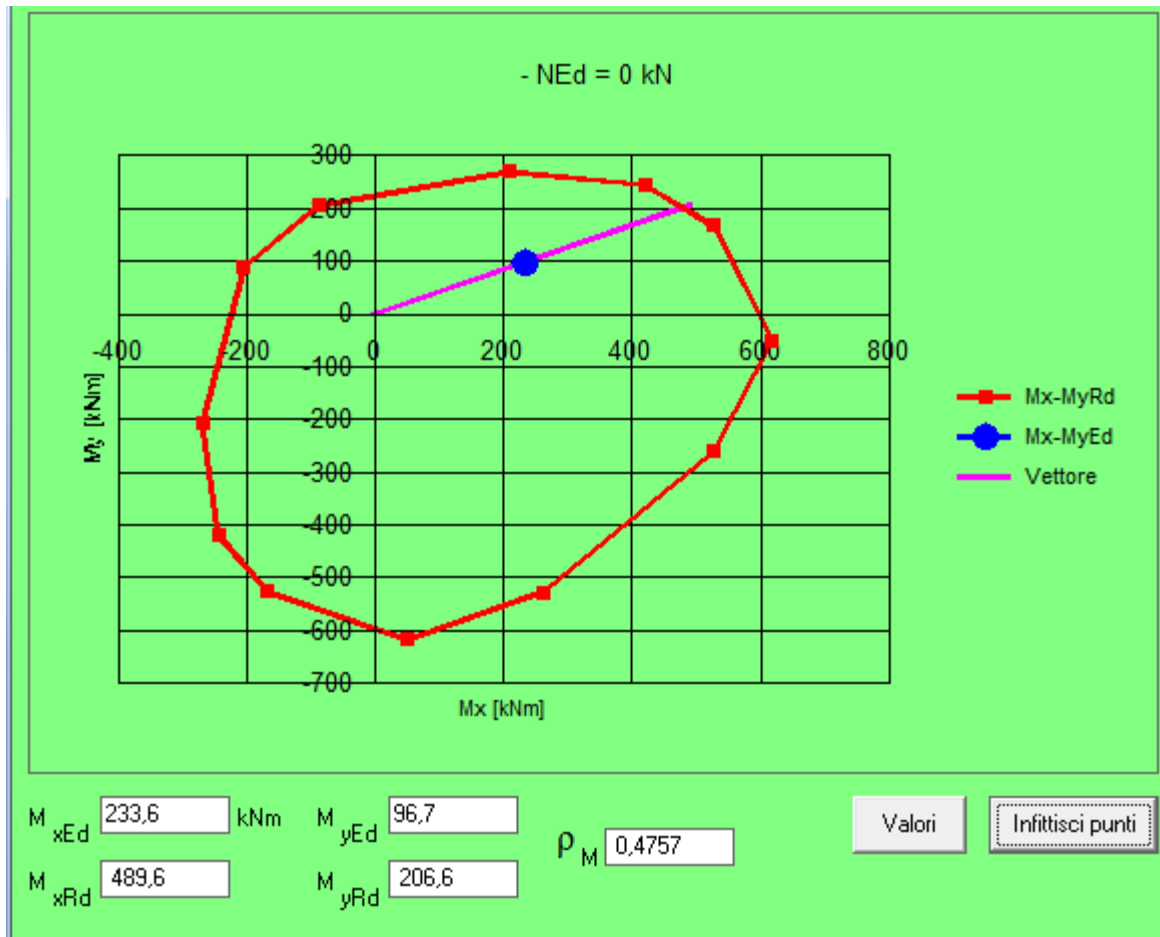 - NEd = 0 kN
300
200
100
0
-400 -200 0 200 400 600 800
-100
-200
-300
-400
-500
-600
-700
My [kNm]
Mx [kNm]
Mx-MyRd
Mx-MyEd
Vettore
M xEd 233,6 kNm M yEd 96,7
ρ M 0,4757
Valori Infittisci punti
M xRd 489,6 M yRd 206,6